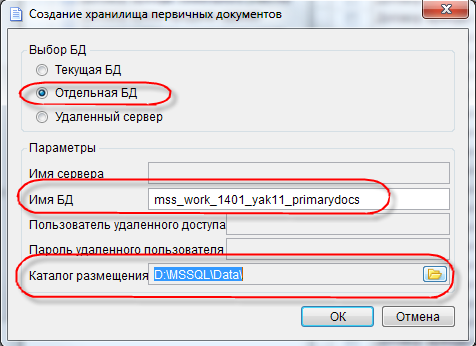 Создание хранилища первичных документов
Выбор БД
Текущая БД
Отдельная БД
Удаленный сервер
Параметры
Имя сервера
Имя БД mss_work_1401_yak11_primarydocs
Пользователь удаленного доступа
Пароль удаленного пользователя
Каталог размещения D:\MSSQL\Data\
ОК Отмена